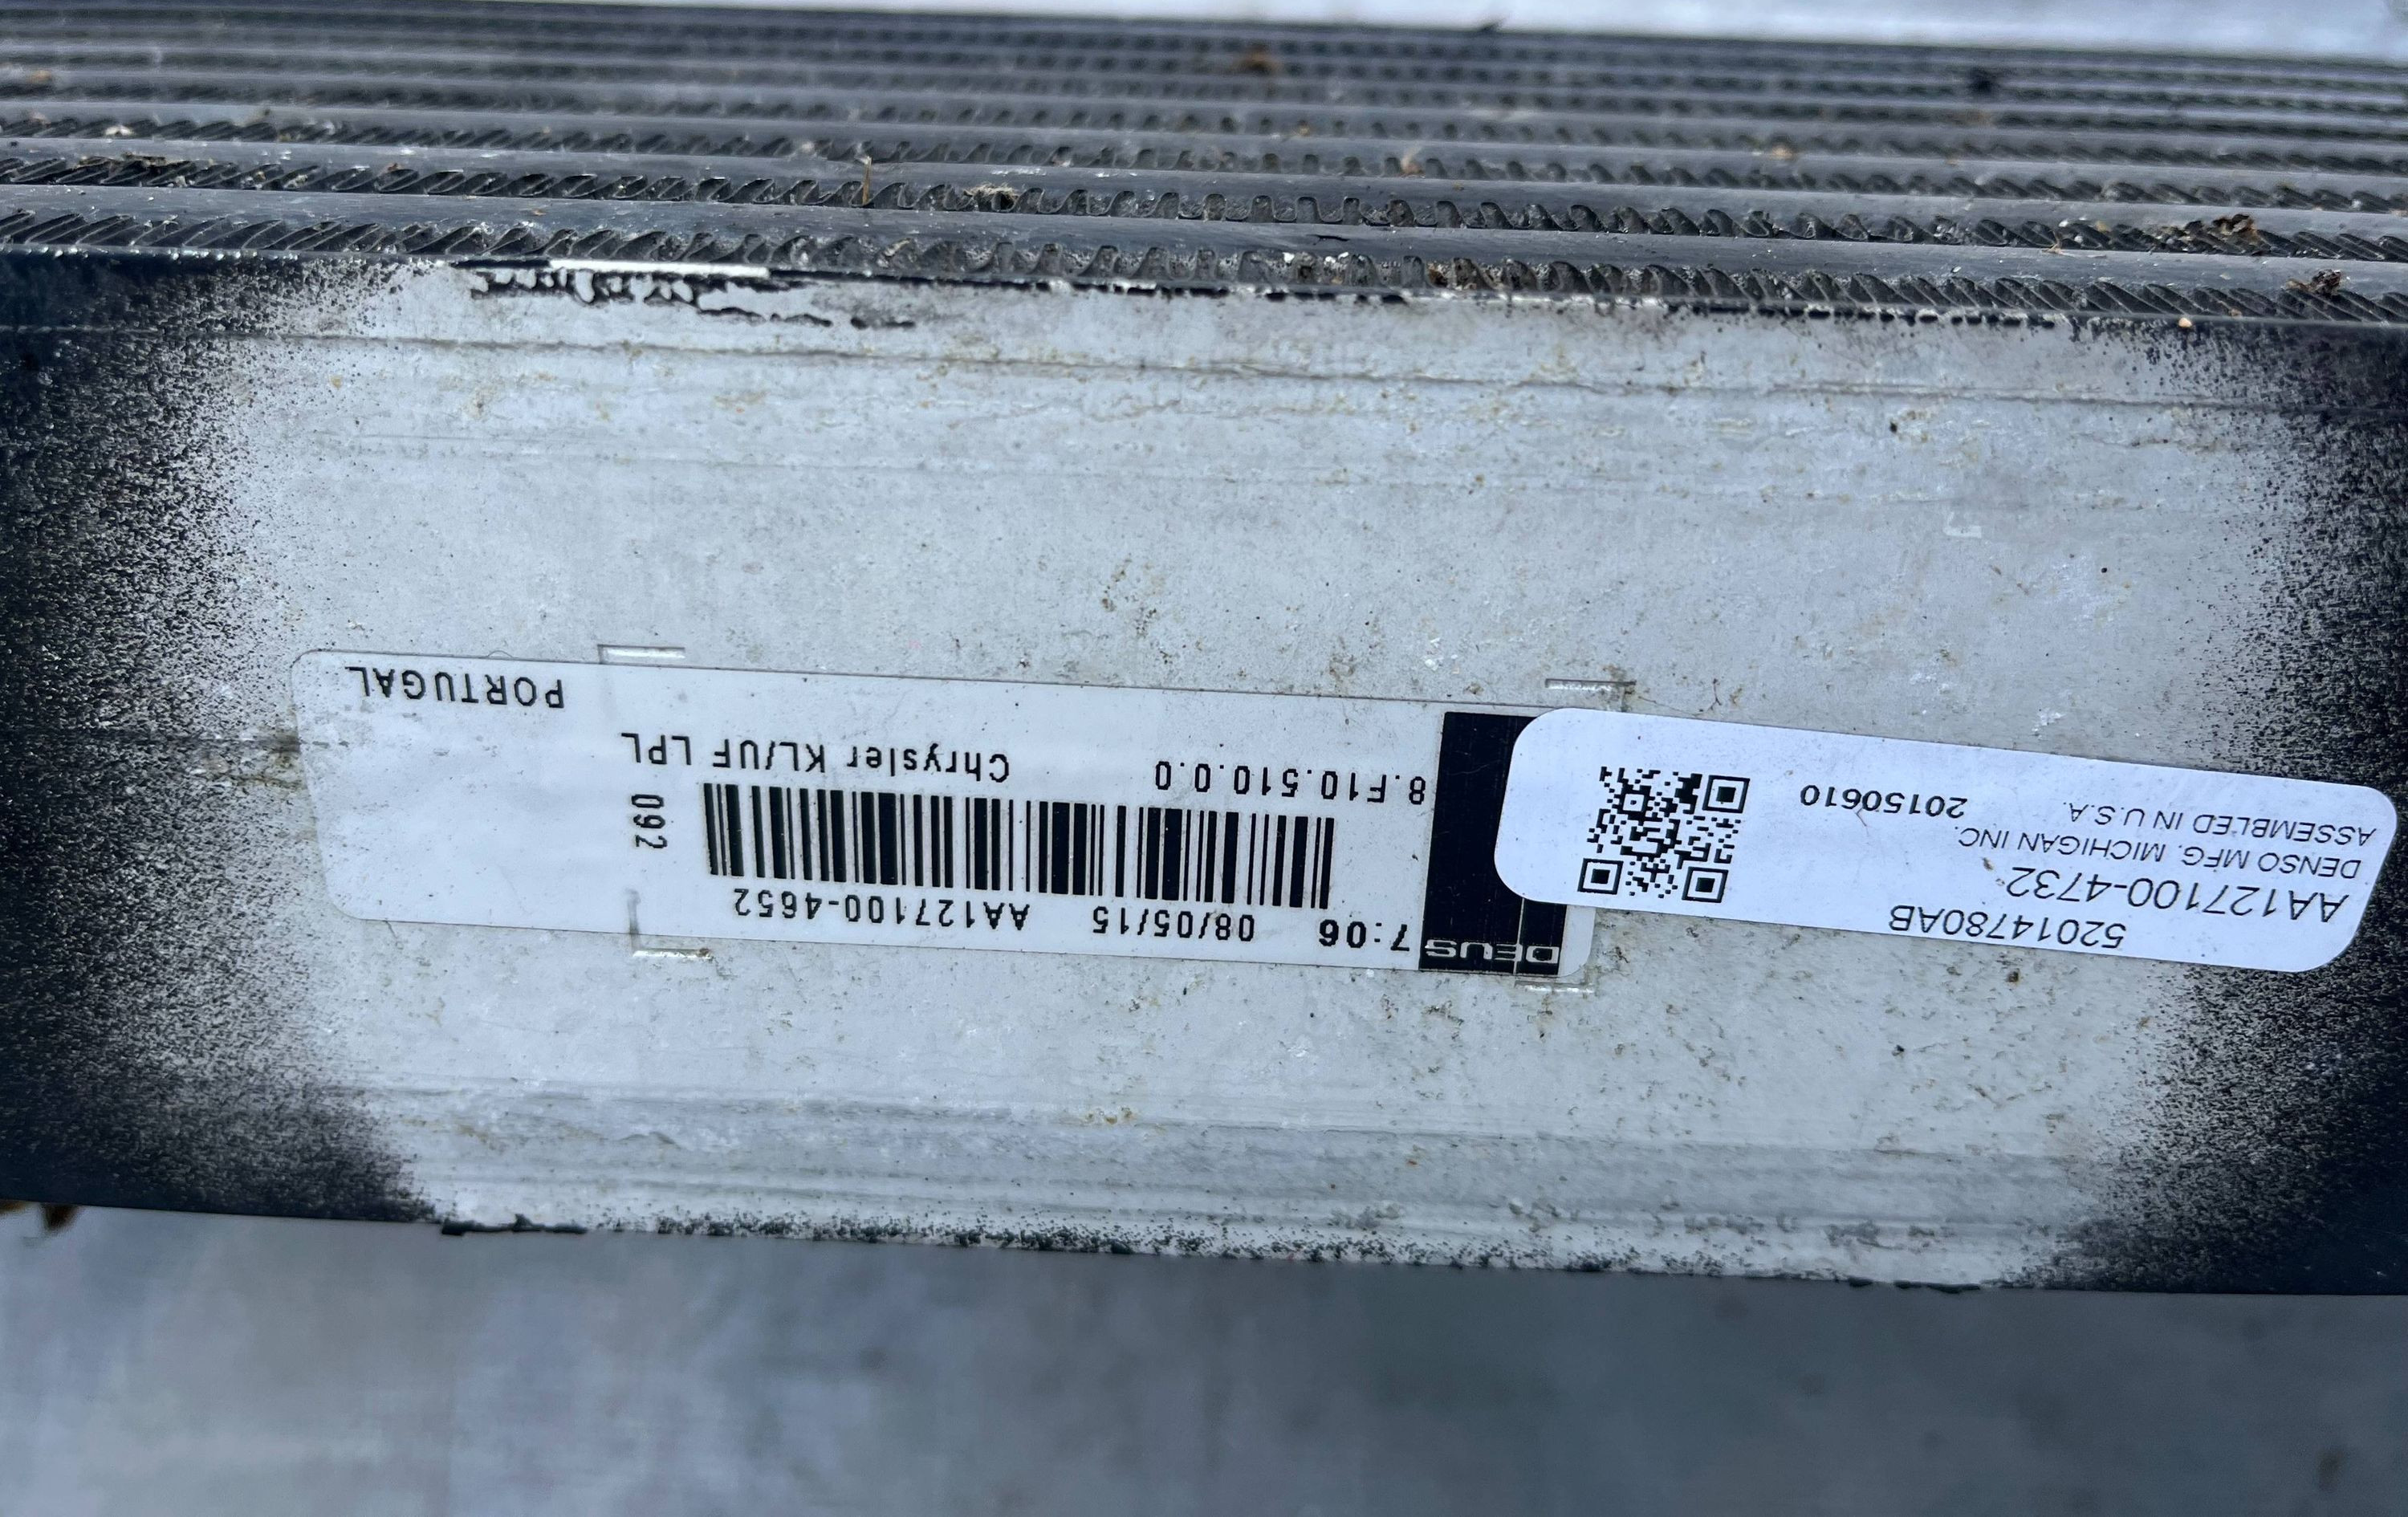 52014780AB
AA127100-4732
DENSO MFG. MICHIGAN INC.
ASSEMBLED IN U.S.A.
20150610
DEUS
7:06 08/05/15 AA127100-4652
092
8.F10.510.0.0 Chrysler KL/UF LPL
PORTUGAL